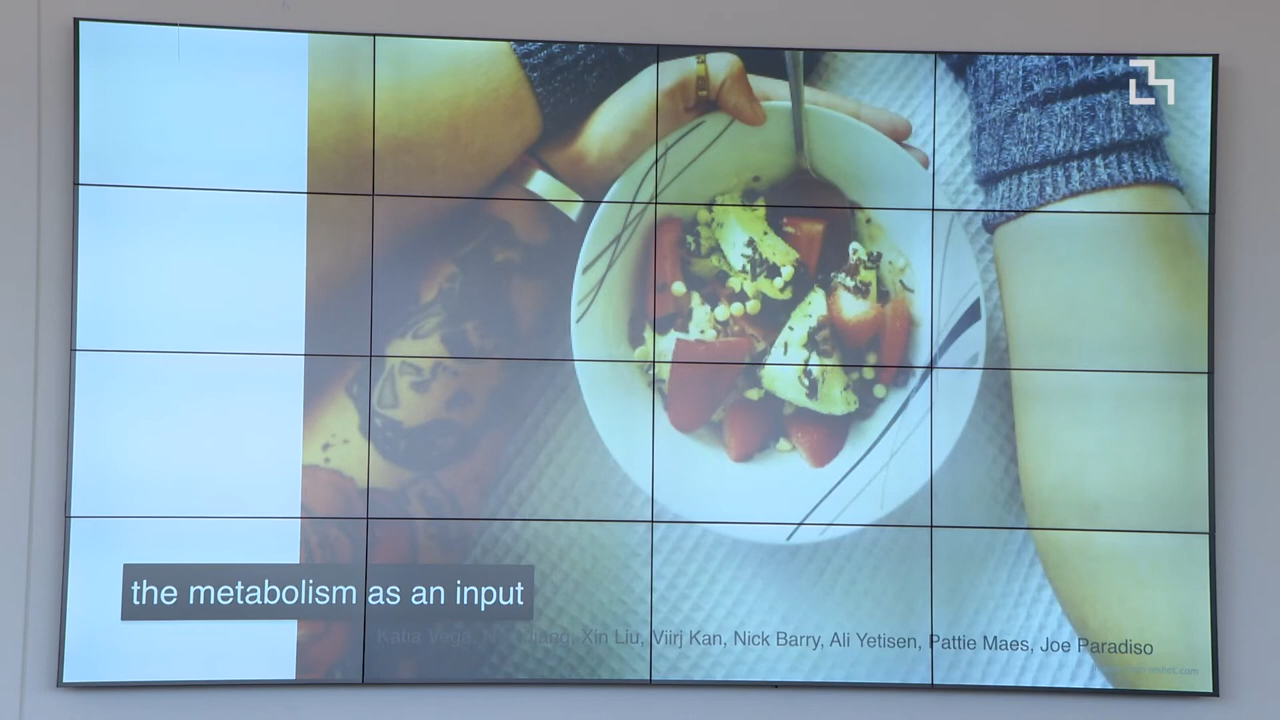 the metabolism as an input
Katia Vega, Xin Liu, Viirj Kan, Nick Barry, Ali Yetisen, Pattie Maes, Joe Paradiso